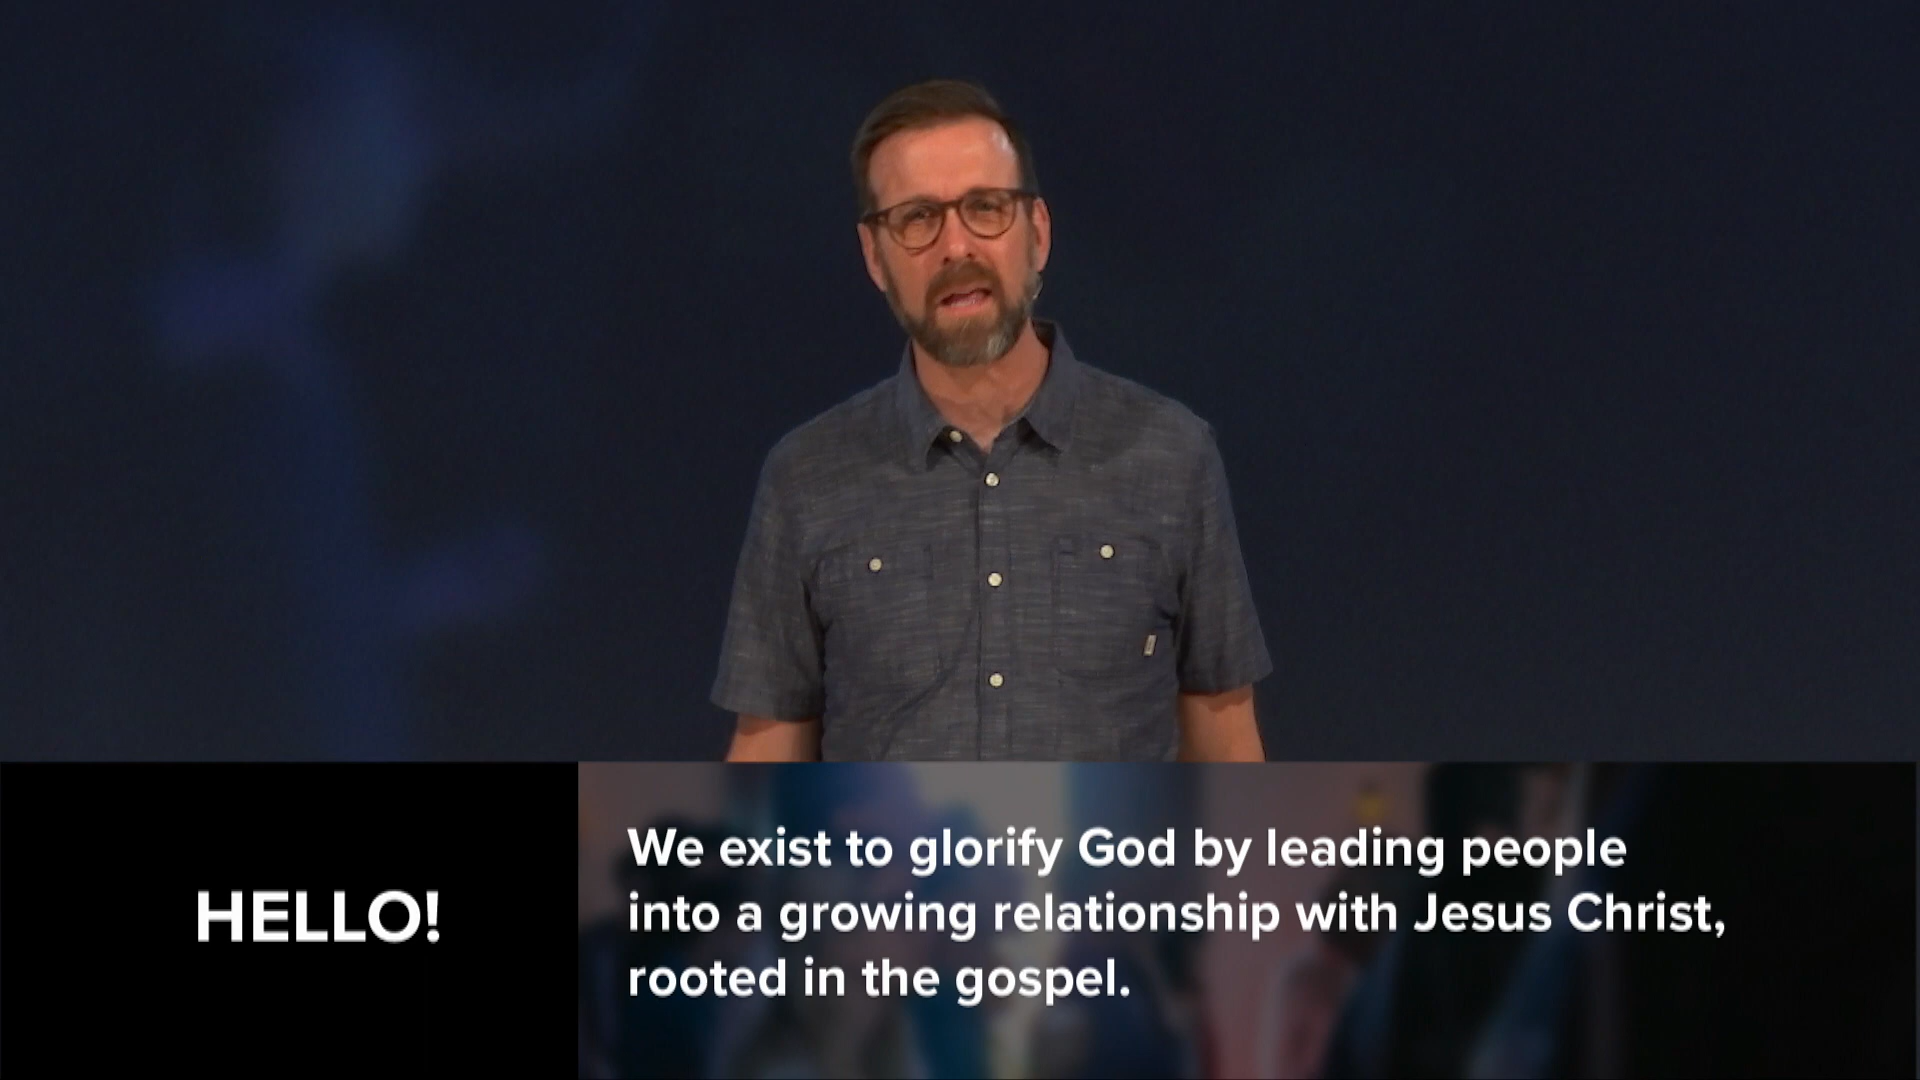 HELLO!
We exist to glorify God by leading people
into a growing relationship with Jesus Christ,
rooted in the gospel.